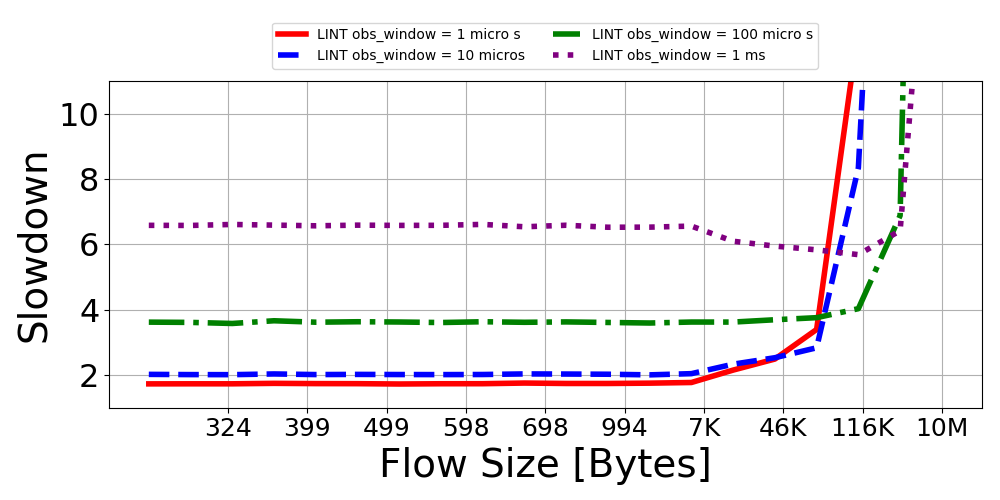 LINT obs_window = 1 micro s
LINT obs_window = 10 micros
LINT obs_window = 100 micro s
LINT obs_window = 1 ms
10
8
6
4
2
Slowdown
324 399 499 598 698 994 7K 46K 116K 10M
Flow Size [Bytes]